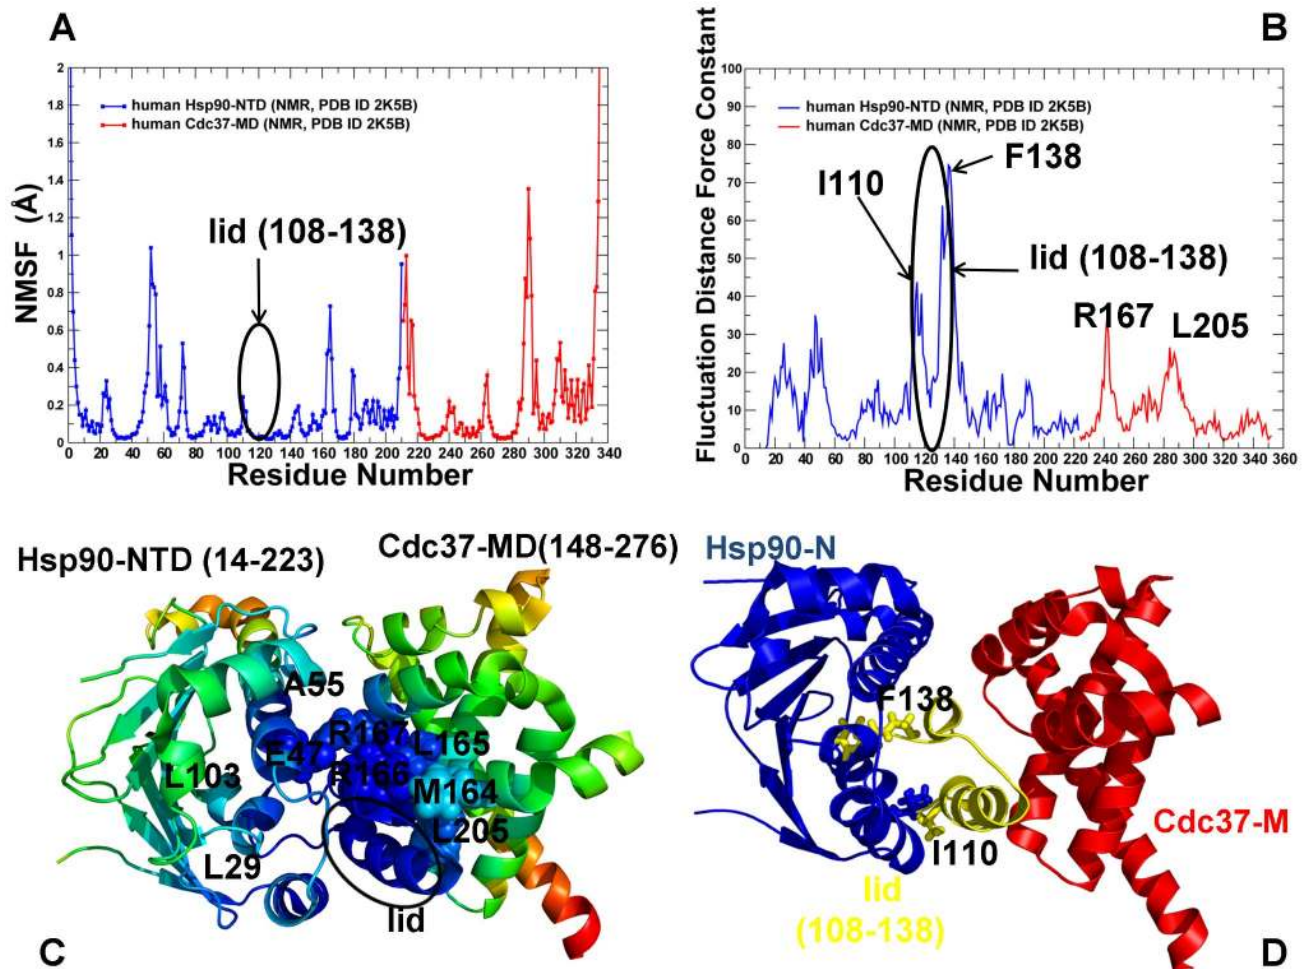 A
NMSF (Å)
2
1.8
1.6
1.4
1.2
1
0.8
0.6
0.4
0.2
0
human Hsp90-NTD (NMR, PDB ID 2K5B)
human Cdc37-MD (NMR, PDB ID 2K5B)
lid (108-138)
0 20 40 60 80 100 120 140 160 180 200 220 240 260 280 300 320 340
Residue Number
B
Fluctuation Distance Force Constant
100
90
80
70
60
50
40
30
20
10
0
human Hsp90-NTD (NMR, PDB ID 2K5B)
human Cdc37-MD (NMR, PDB ID 2K5B)
F138
I110
lid (108-138)
R167
L205
0 20 40 60 80 100 120 140 160 180 200 220 240 260 280 300 320 340 360
Residue Number
Hsp90-NTD (14-223)
Cdc37-MD(148-276)
A55
R167
L165
E47
R166
L103
M164
L205
L29
lid
C
Hsp90-N
F138
Cdc37-M
I110
lid
(108-138)
D